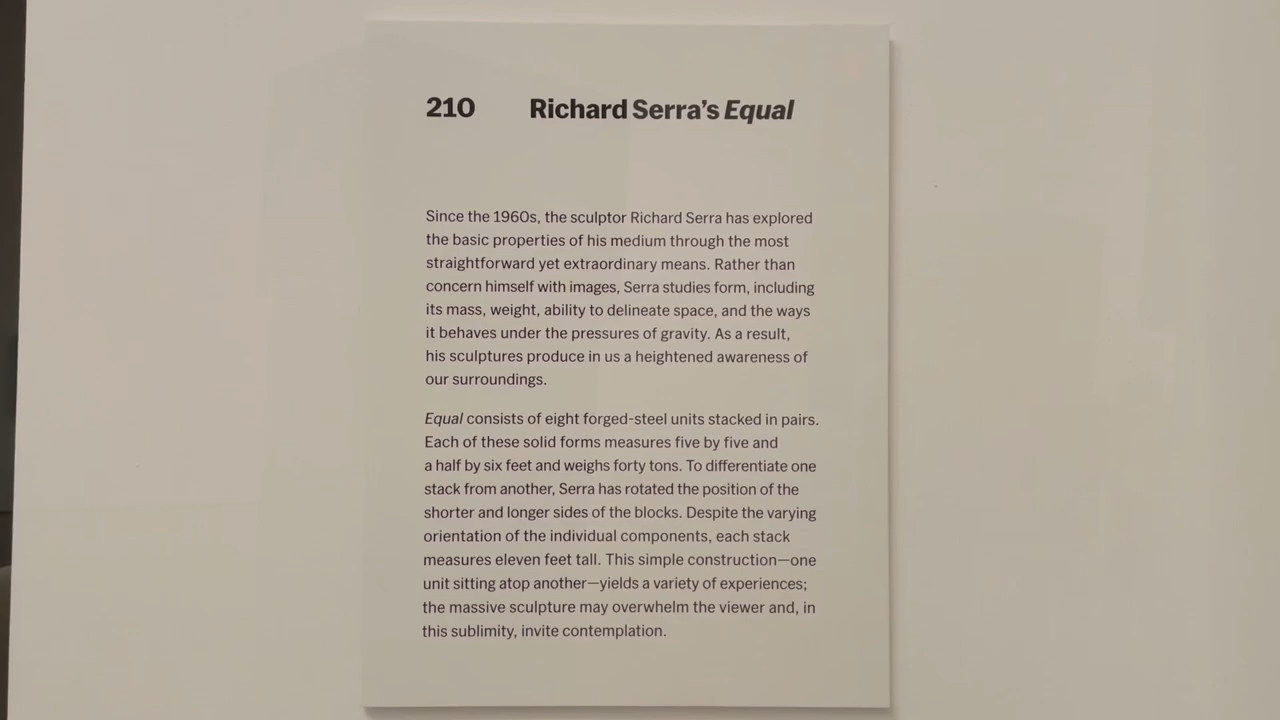 210 Richard Serra's Equal
Since the 1960s, the sculptor Richard Serra has explored
the basic properties of his medium through the most
straightforward yet extraordinary means. Rather than
concern himself with images, Serra studies form, including
its mass, weight, ability to delineate space, and the ways
it behaves under the pressures of gravity. As a result,
his sculptures produce in us a heightened awareness of
our surroundings.
Equal consists of eight forged-steel units stacked in pairs.
Each of these solid forms measures five by five and
a half by six feet and weighs forty tons. To differentiate one
stack from another, Serra has rotated the position of the
shorter and longer sides of the blocks. Despite the varying
orientation of the individual components, each stack
measures eleven feet tall. This simple construction—one
unit sitting atop another—yields a variety of experiences;
the massive sculpture may overwhelm the viewer and, in
this sublimity, invite contemplation.